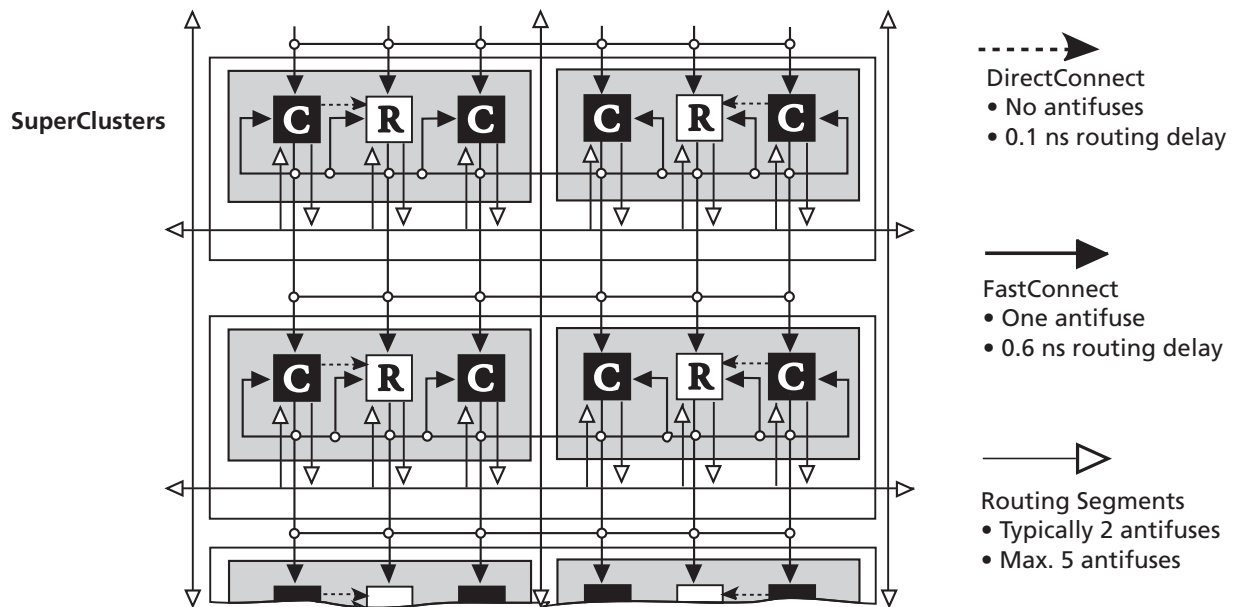 SuperClusters
C R C C R C
C R C C R C
DirectConnect
• No antifuses
• 0.1 ns routing delay
FastConnect
• One antifuse
• 0.6 ns routing delay
Routing Segments
• Typically 2 antifuses
• Max. 5 antifuses